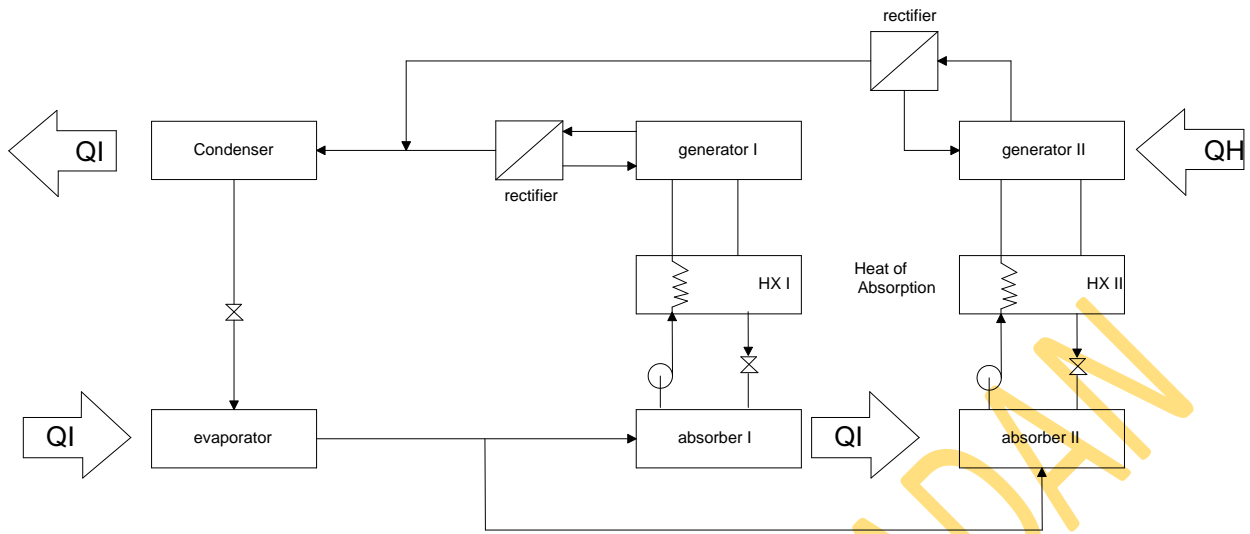 rectifier
QI
Condenser
generator I
generator II
QH
rectifier
HX I
Heat of
Absorption
HX II
QI
evaporator
absorber I
QI
absorber II
DAN